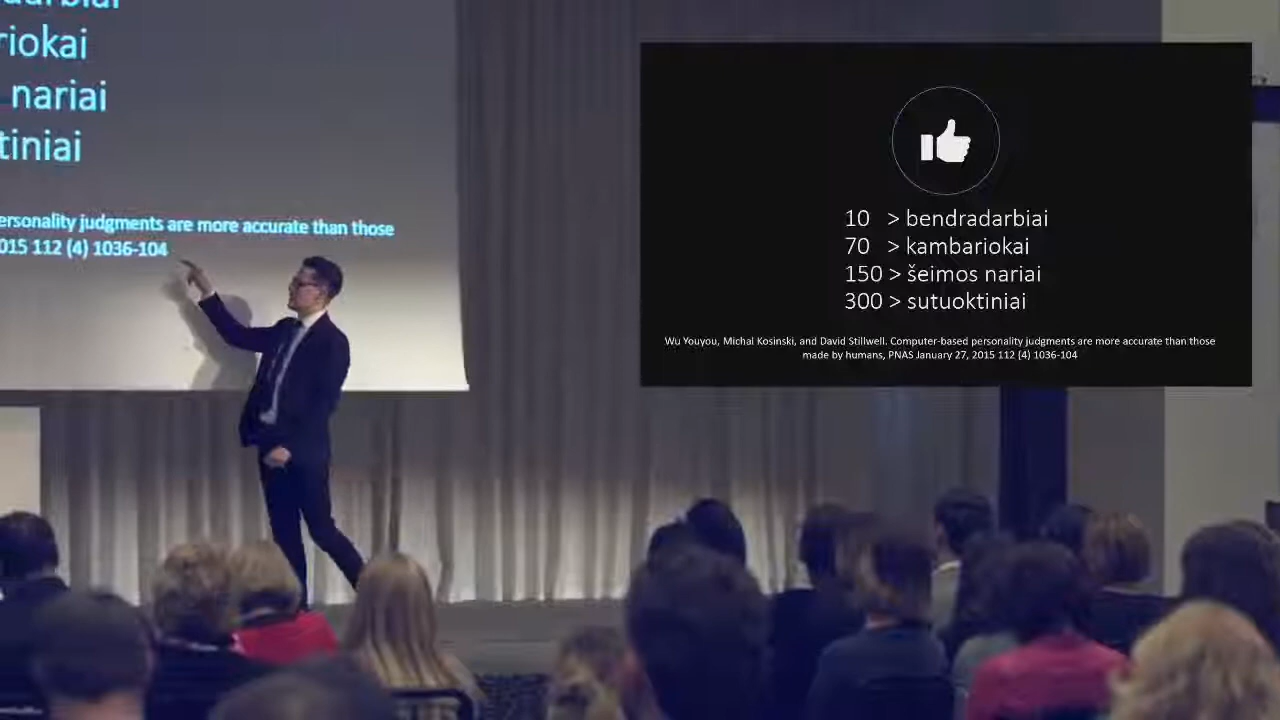 riokai
nariai
tiniai
ersonality judgments are more accurate than those
015 112 (4) 1036-104
10 > bendradarbiai
70 > kambariokai
150 > šeimos nariai
300 > sutuoktiniai
Wu Youyou, Michal Kosinski, and David Stillwell. Computer-based personality judgments are more accurate than those
made by humans, PNAS January 27, 2015 112 (4) 1036-104